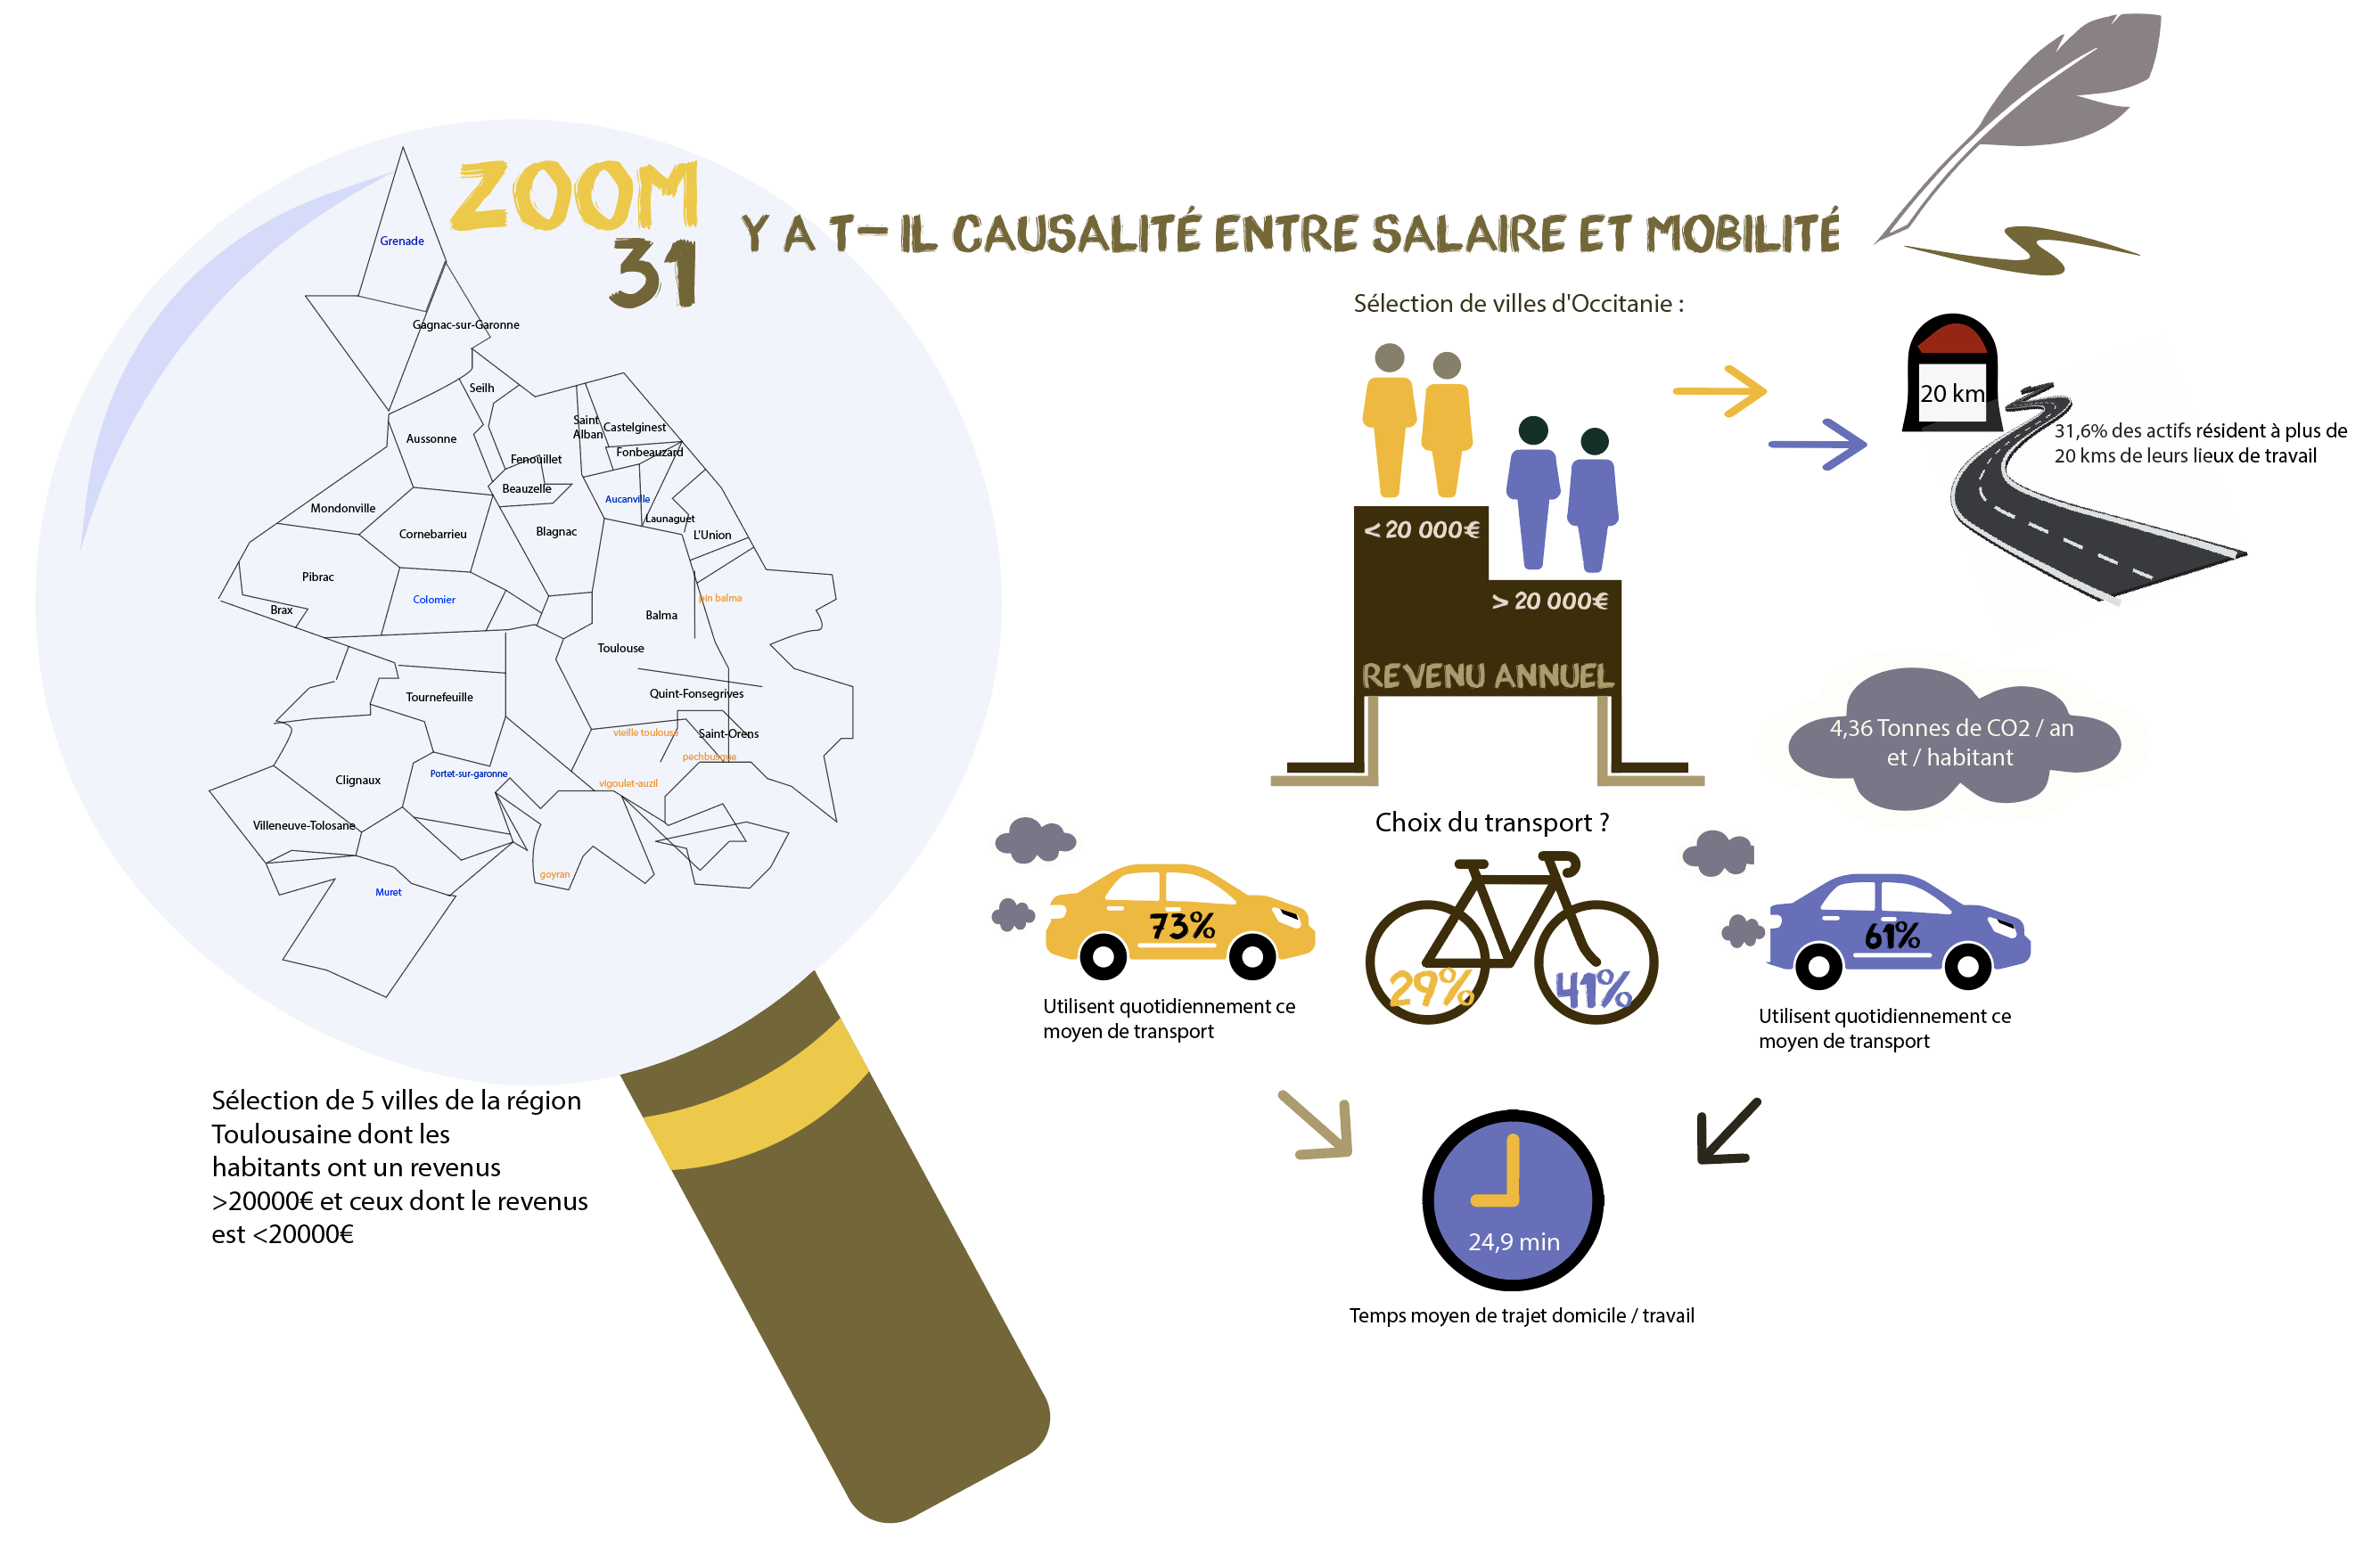 ZOOM
31
Y A T-IL CAUSALITÉ ENTRE SALAIRE ET MOBILITÉ
Grenade
Gagnac-sur-Garonne
Seilh
Aussonne
Saint
Alban
Castelginest
Fenouillet
Fonbeauzard
Beauzelle
Aucanville
Mondonville
Launaguet
Cornebarrieu
Blagnac
L'Union
Pibrac
Colomier
pin balma
Brax
Balma
Toulouse
Tournefeuille
Quint-Fonsegrives
vieille toulouse
Saint-Orens
pechbusque
Clignaux
Portet-sur-garonne
vigoulet-auzil
Villeneuve-Tolosane
goyran
Muret
Sélection de 5 villes de la région
Toulousaine dont les
habitants ont un revenus
>20000€ et ceux dont le revenus
est <20000€
Sélection de villes d'Occitanie :
< 20 000€
> 20 000€
REVENU ANNUEL
20 km
31,6% des actifs résident à plus de
20 kms de leurs lieux de travail
4,36 Tonnes de CO2 / an
et / habitant
Choix du transport ?
73%
29%
41%
61%
Utilisent quotidiennement ce
moyen de transport
Utilisent quotidiennement ce
moyen de transport
24,9 min
Temps moyen de trajet domicile / travail